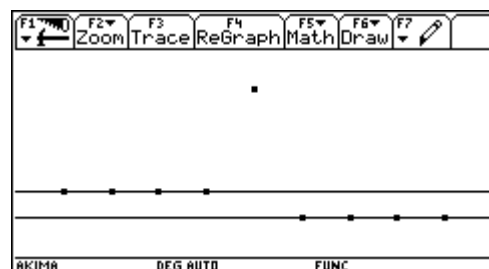 F1 F2 Zoom F3 Trace F4 ReGraph F5 Math F6 Draw F7
AKIMA DEG AUTO FUNC